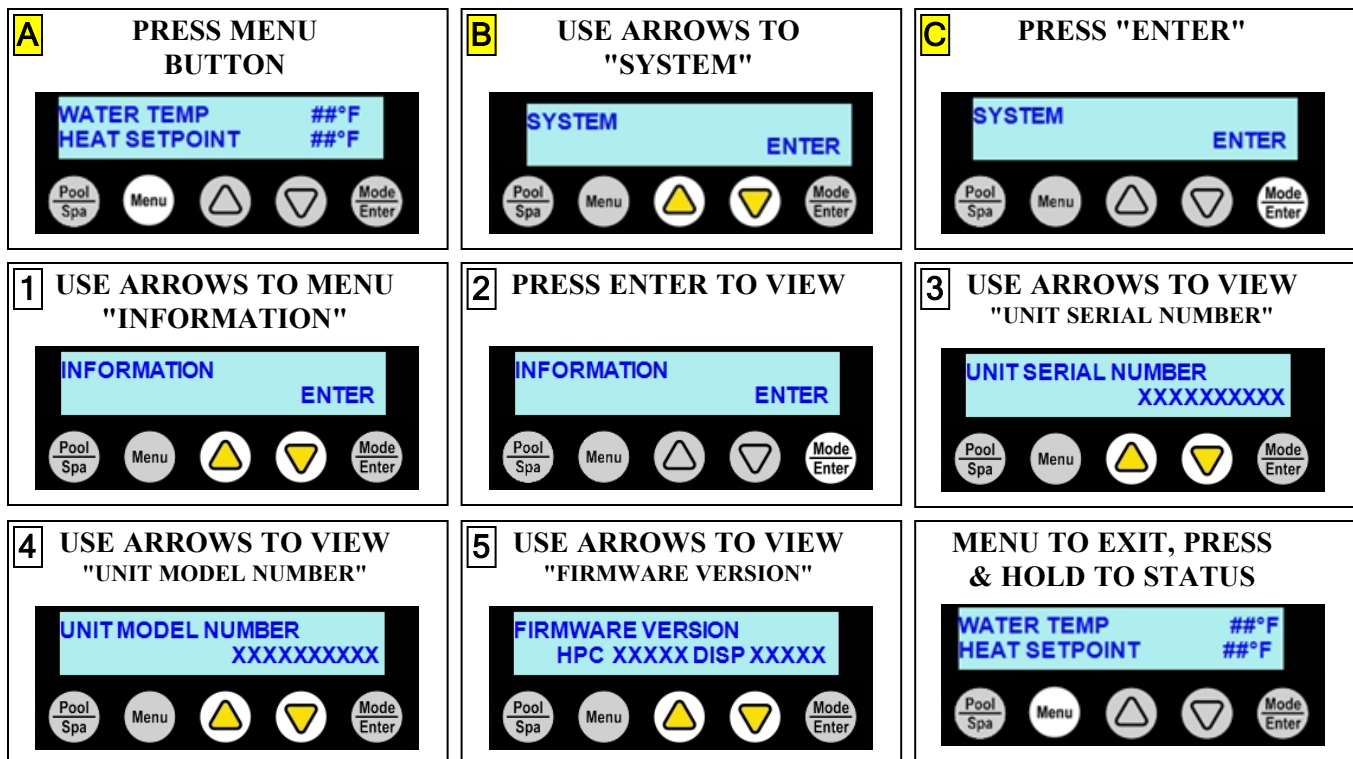 A
PRESS MENU
BUTTON
WATER TEMP ##°F
HEAT SETPOINT ##°F
Pool
Spa
Menu
Mode
Enter
B
USE ARROWS TO
"SYSTEM"
SYSTEM
ENTER
Pool
Spa
Menu
Mode
Enter
C
PRESS "ENTER"
SYSTEM
ENTER
Pool
Spa
Menu
Mode
Enter
1
USE ARROWS TO MENU
"INFORMATION"
INFORMATION
ENTER
Pool
Spa
Menu
Mode
Enter
2
PRESS ENTER TO VIEW
INFORMATION
ENTER
Pool
Spa
Menu
Mode
Enter
3
USE ARROWS TO VIEW
"UNIT SERIAL NUMBER"
UNIT SERIAL NUMBER
XXXXXXXXXX
Pool
Spa
Menu
Mode
Enter
4
USE ARROWS TO VIEW
"UNIT MODEL NUMBER"
UNIT MODEL NUMBER
XXXXXXXXXX
Pool
Spa
Menu
Mode
Enter
5
USE ARROWS TO VIEW
"FIRMWARE VERSION"
FIRMWARE VERSION
HPC XXXXX DISP XXXXX
Pool
Spa
Menu
Mode
Enter
MENU TO EXIT, PRESS
& HOLD TO STATUS
WATER TEMP ##°F
HEAT SETPOINT ##°F
Pool
Spa
Menu
Mode
Enter